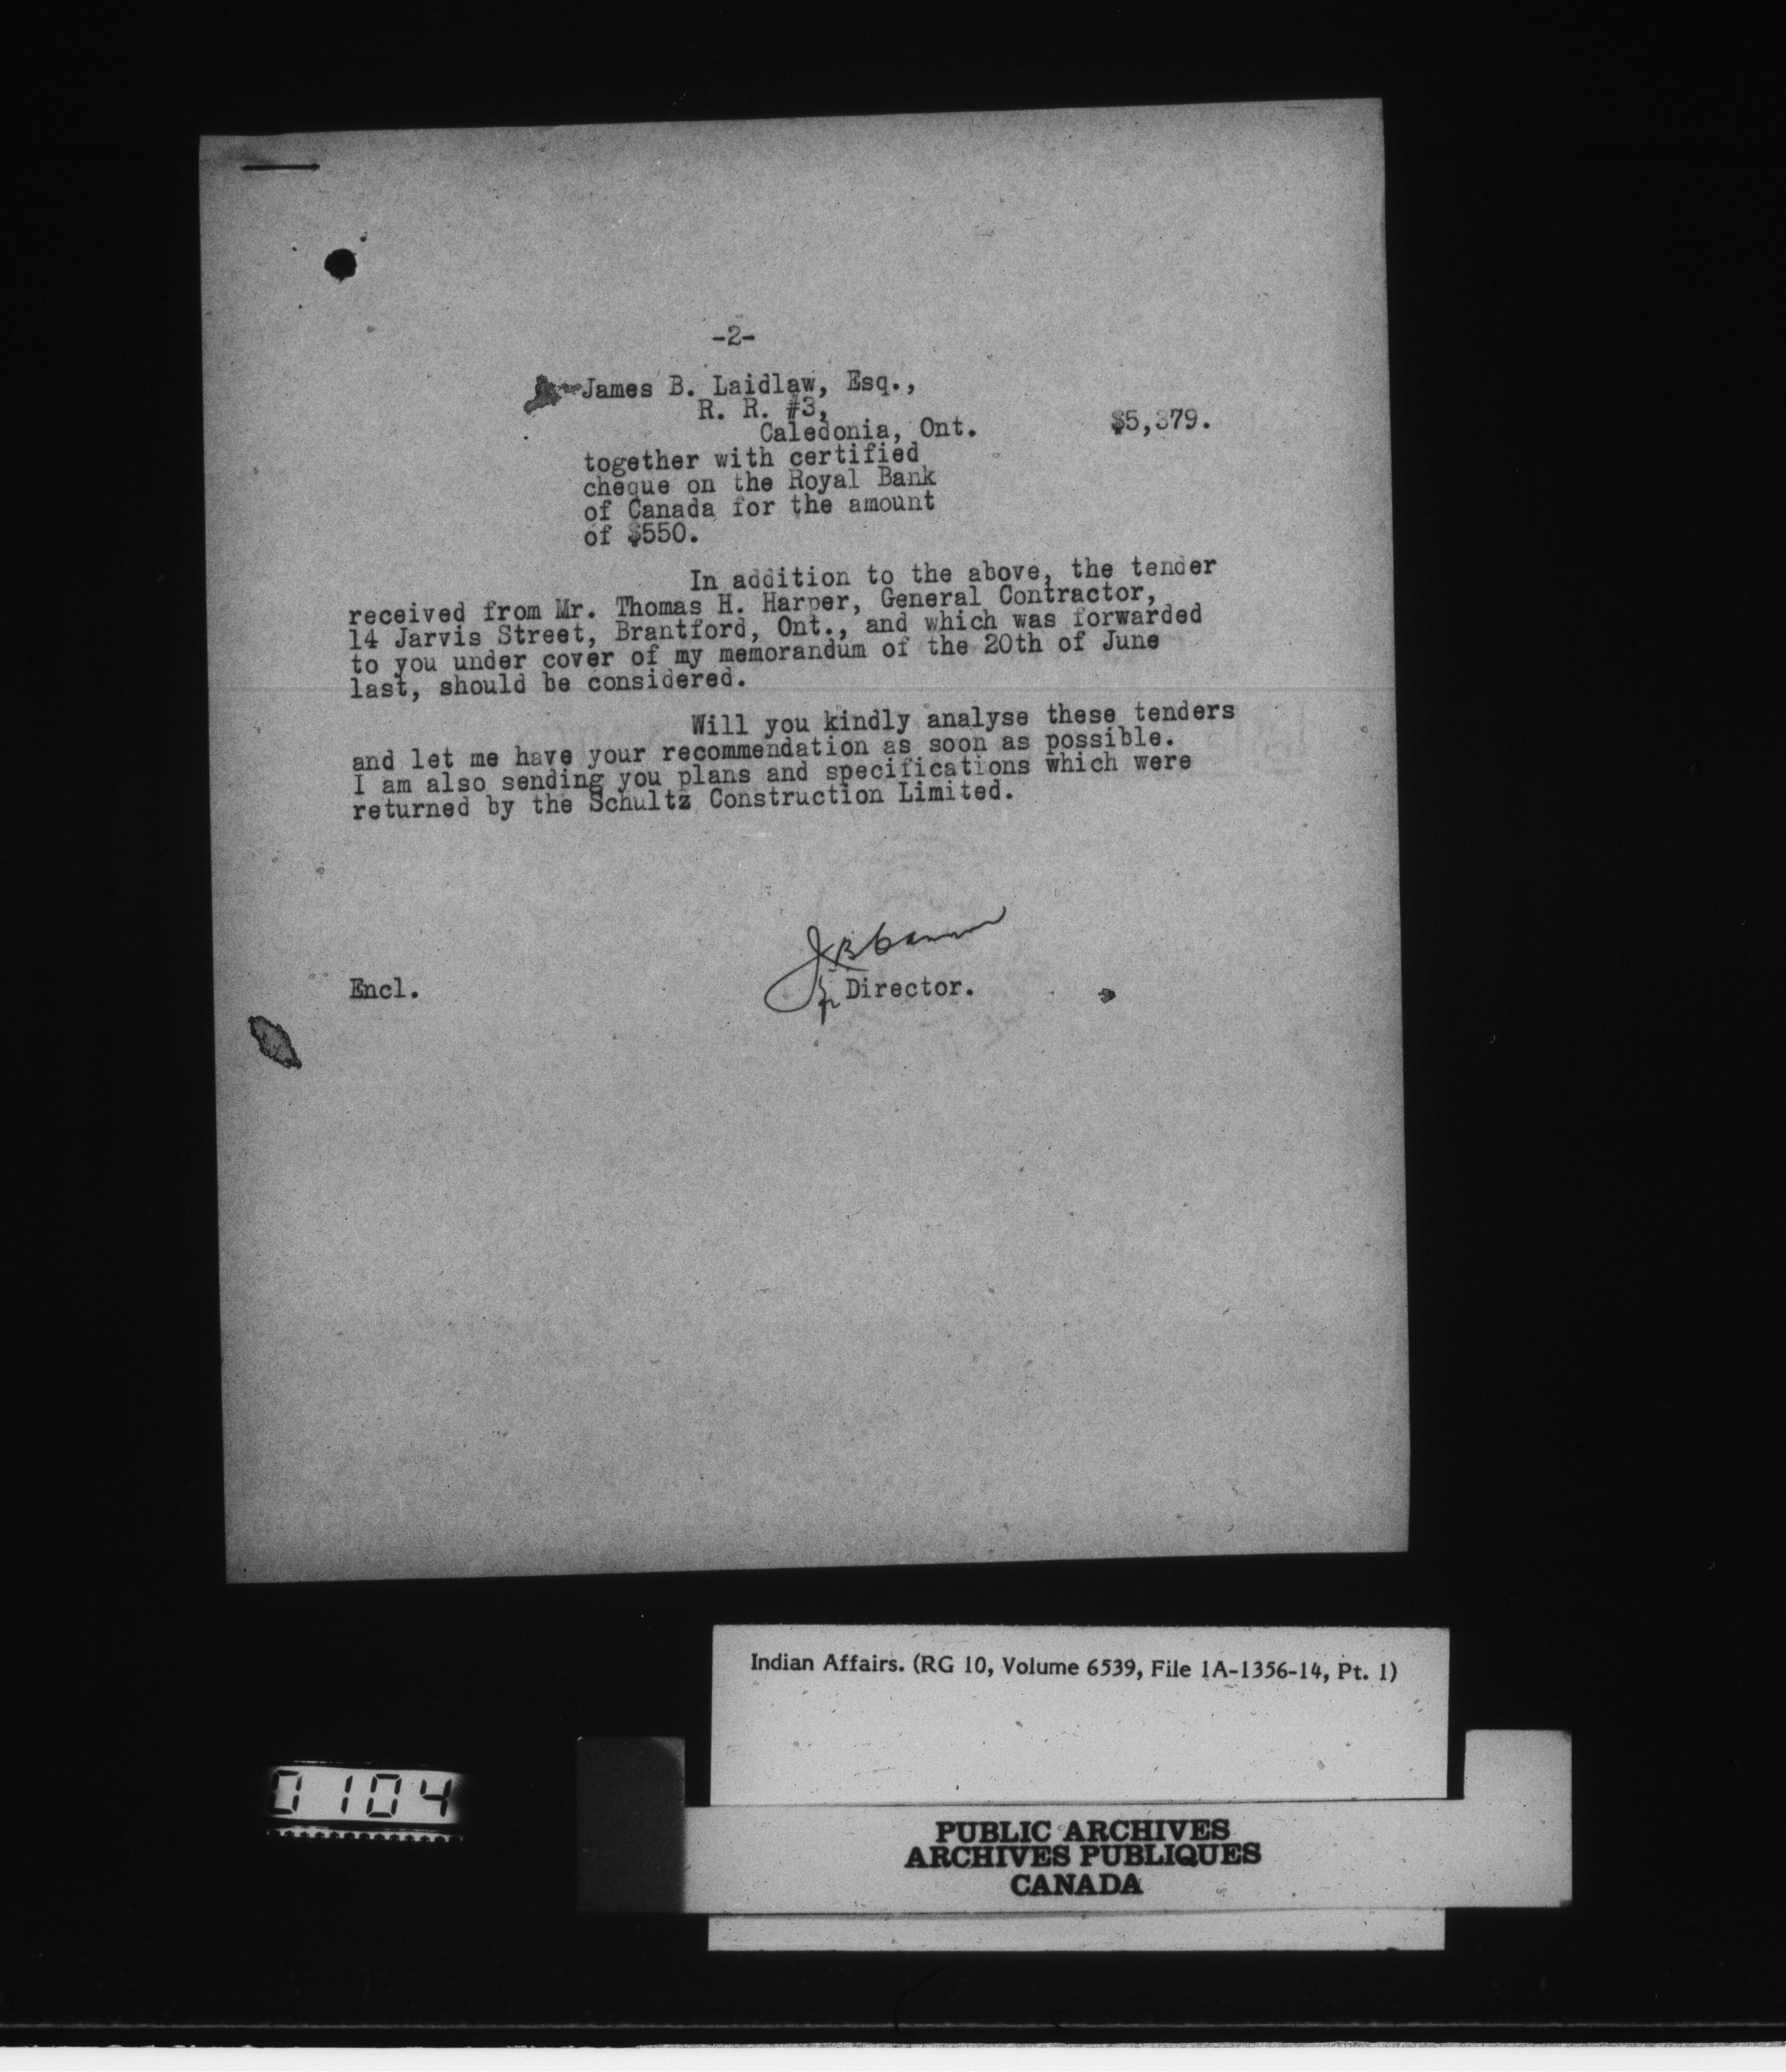 -2-
James B. Laidlaw, Esq.,
R. R. #3,
Caledonia, Ont. $5,379.
together with certified
cheque on the Royal Bank
of Canada for the amount
of $550.
In addition to the above, the tender
received from Mr. Thomas H. Harper, General Contractor,
14 Jarvis Street, Brantford, Ont., and which was forwarded
to you under cover of my memorandum of the 20th of June
last, should be considered.
Will you kindly analyse these tenders
and let me have your recommendation as soon as possible.
I am also sending you plans and specifications which were
returned by the Schultz Construction Limited.
Encl. Director.
Indian Affairs. (RG 10, Volume 6539, File 1A-1356-14, Pt. 1)
0104
PUBLIC ARCHIVES
ARCHIVES PUBLIQUES
CANADA